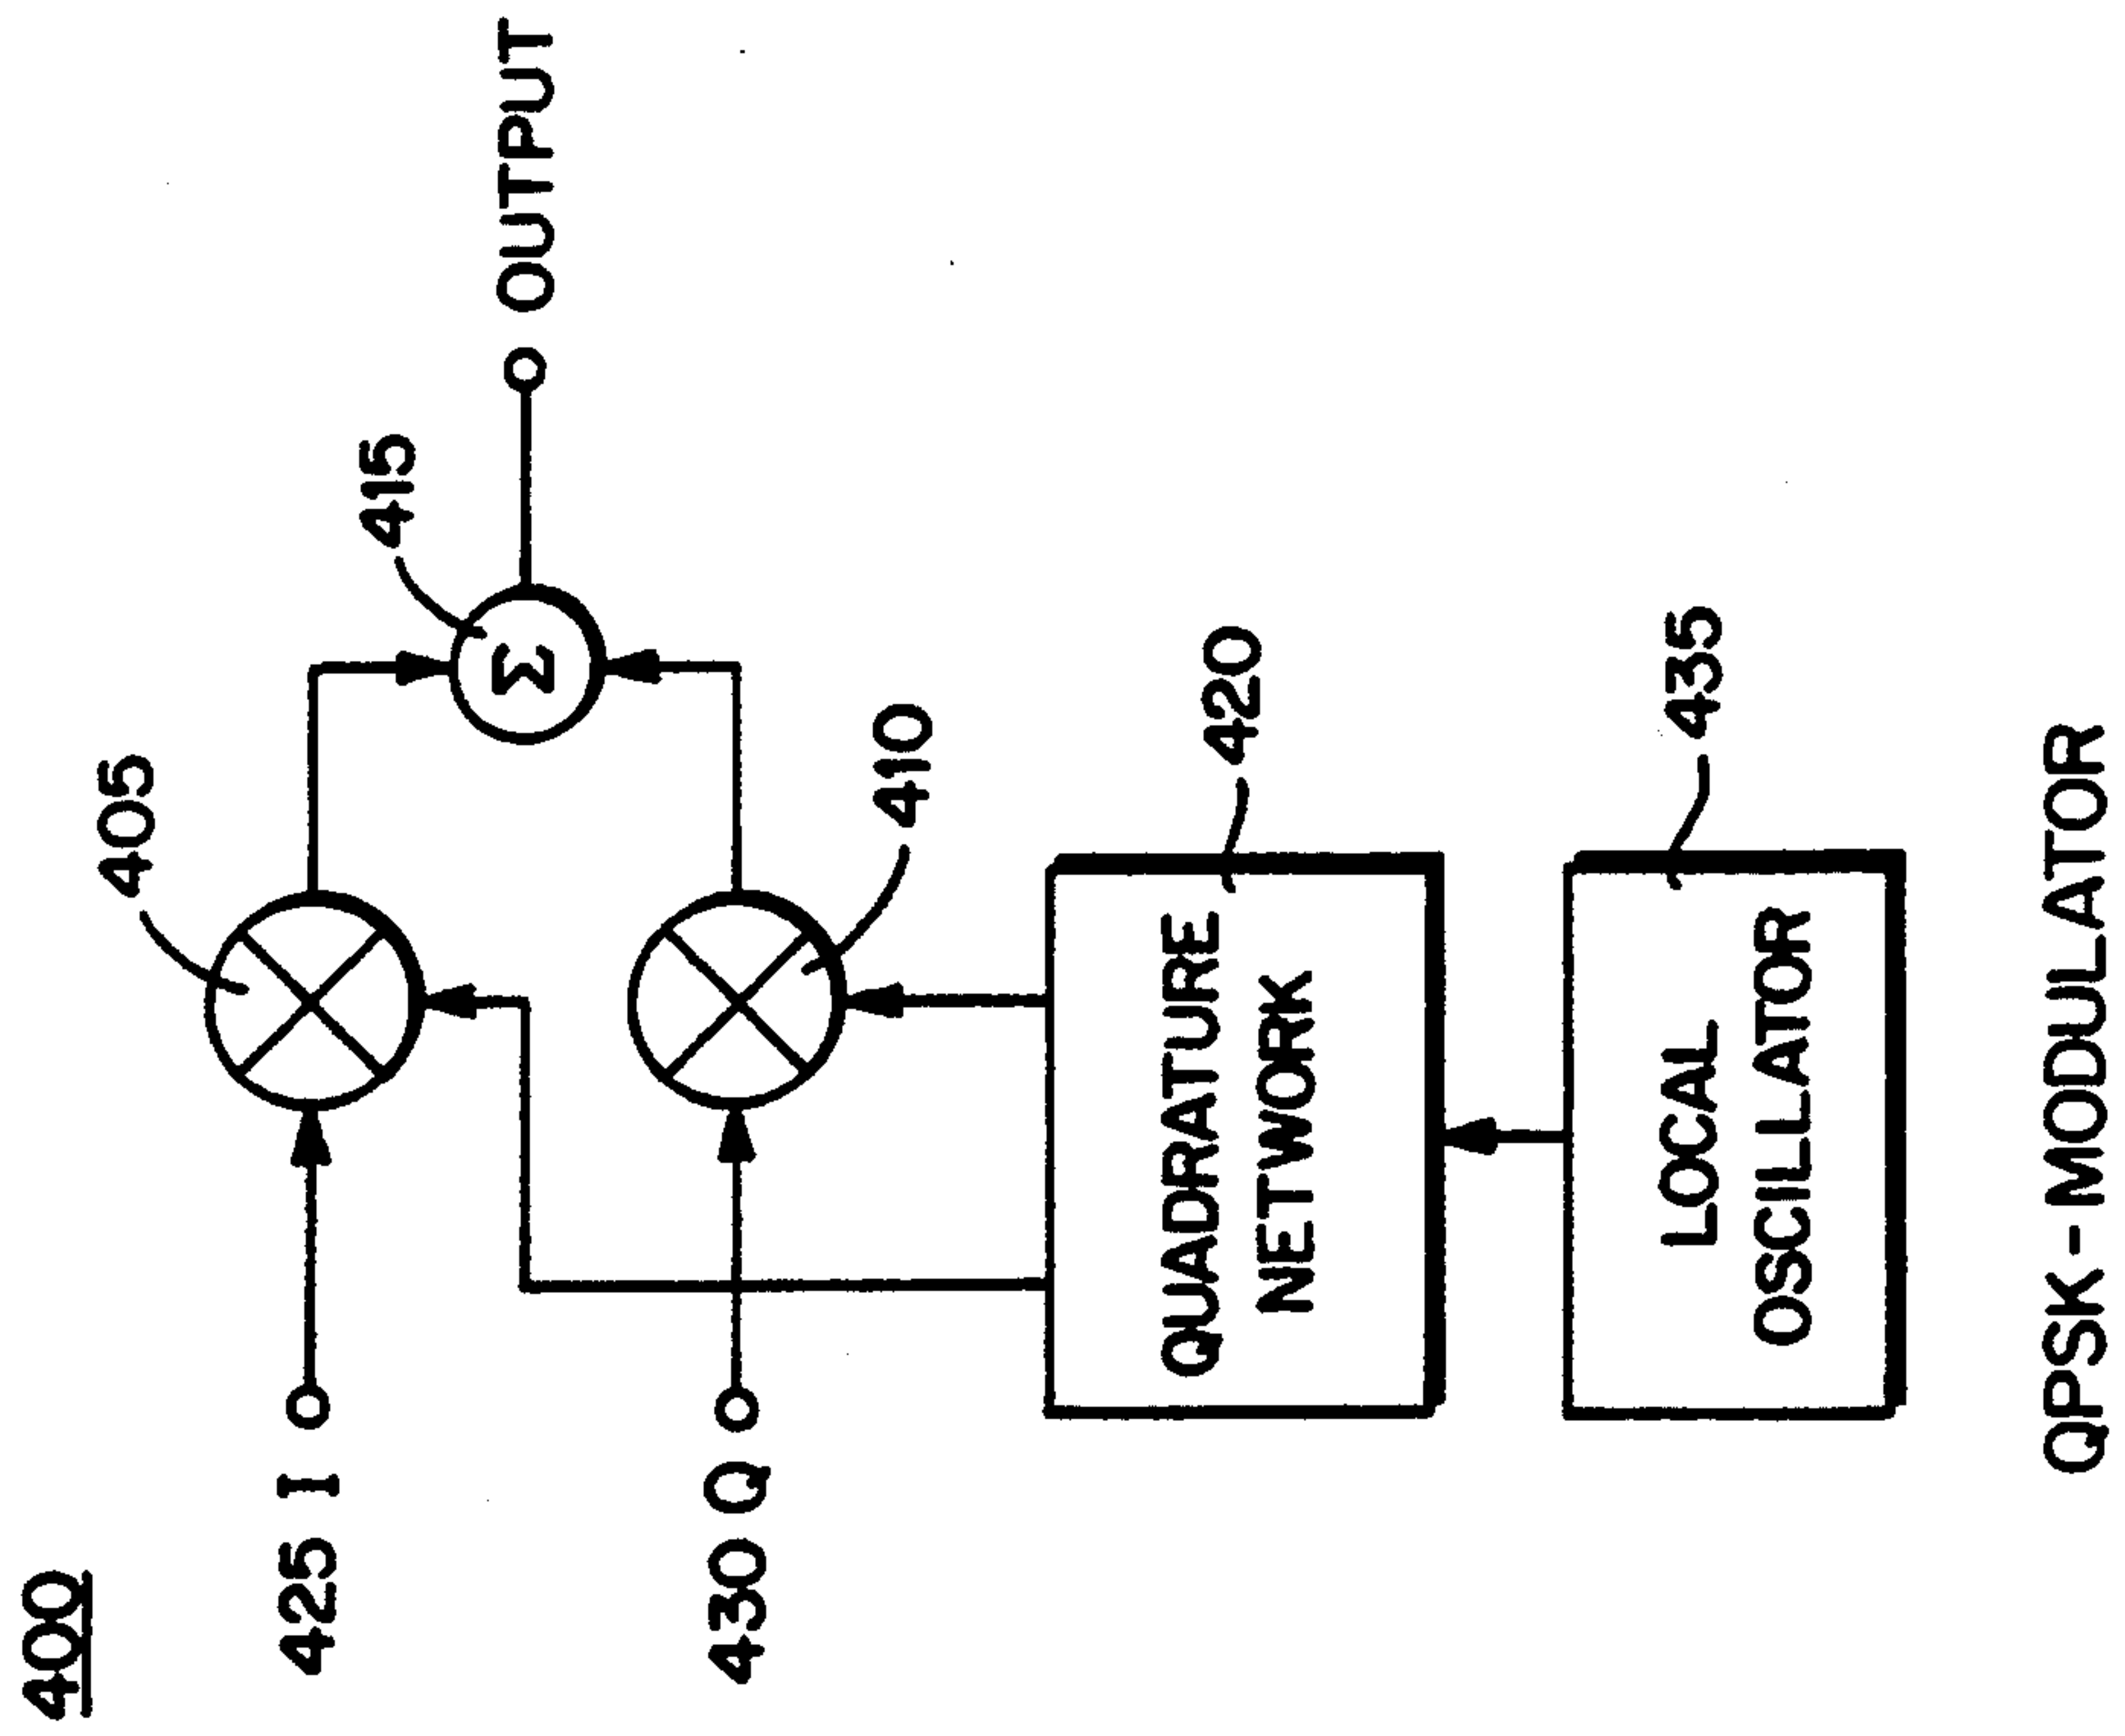 400
405
425 I
415
OUTPUT
430 Q
410
QUADRATURE
NETWORK
420
LOCAL
OSCILLATOR
435
QPSK-MODULATOR